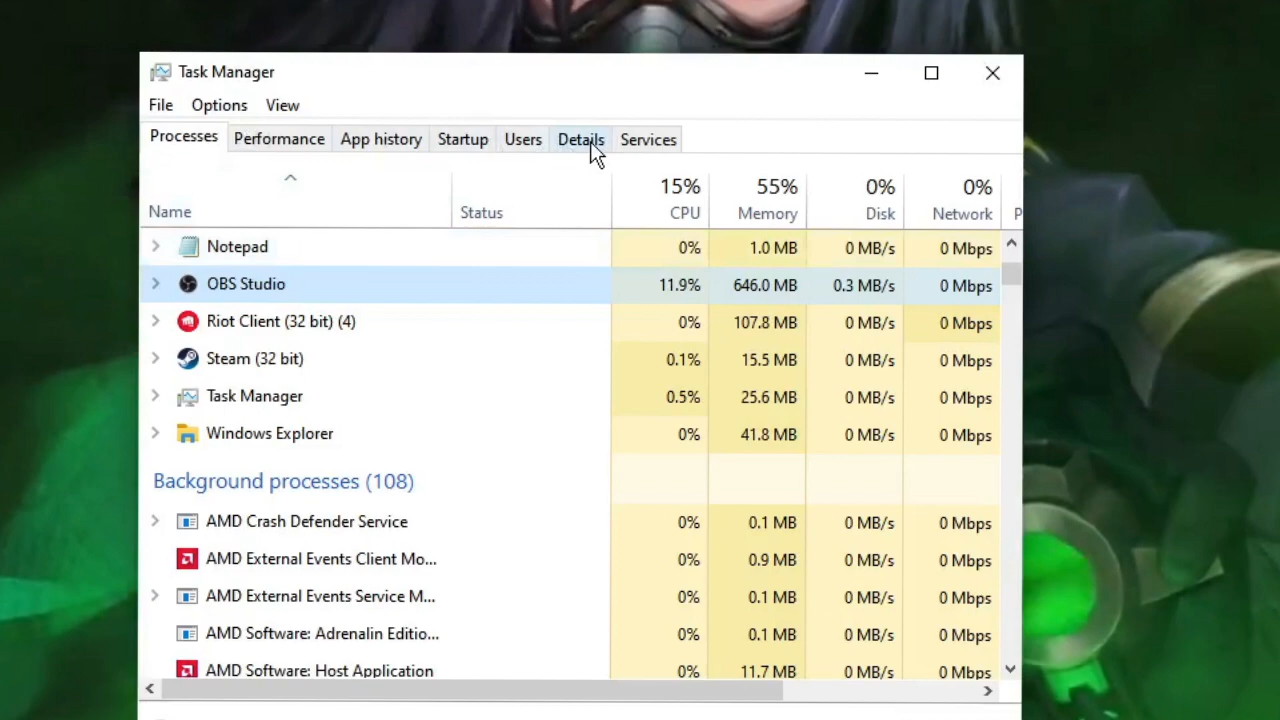 Task Manager
File Options View
Processes Performance App history Startup Users Details Services
15% 55% 0% 0%
Name Status CPU Memory Disk Network P
Notepad 0% 1.0 MB 0 MB/s 0 Mbps
OBS Studio 11.9% 646.0 MB 0.3 MB/s 0 Mbps
Riot Client (32 bit) (4) 0% 107.8 MB 0 MB/s 0 Mbps
Steam (32 bit) 0.1% 15.5 MB 0 MB/s 0 Mbps
Task Manager 0.5% 25.6 MB 0 MB/s 0 Mbps
Windows Explorer 0% 41.8 MB 0 MB/s 0 Mbps
Background processes (108)
AMD Crash Defender Service 0% 0.1 MB 0 MB/s 0 Mbps
AMD External Events Client Mo... 0% 0.9 MB 0 MB/s 0 Mbps
AMD External Events Service M... 0% 0.1 MB 0 MB/s 0 Mbps
AMD Software: Adrenalin Editio... 0% 0.1 MB 0 MB/s 0 Mbps
AMD Software: Host Application 0% 11.7 MB 0 MB/s 0 Mbps